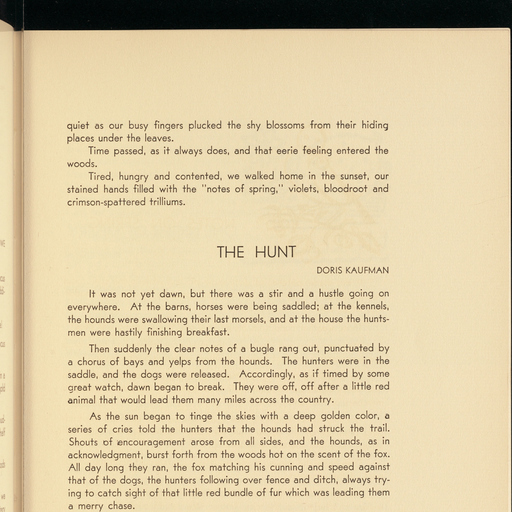 quiet as our busy fingers plucked the shy blossoms from their hiding
places under the leaves.
Time passed, as it always does, and that eerie feeling entered the
woods.
Tired, hungry and contented, we walked home in the sunset, our
stained hands filled with the "notes of spring," violets, bloodroot and
crimson-spattered trilliums.
THE HUNT
DORIS KAUFMAN
It was not yet dawn, but there was a stir and a hustle going on
everywhere. At the barns, horses were being saddled; at the kennels,
the hounds were swallowing their last morsels, and at the house the hunts-
men were hastily finishing breakfast.
Then suddenly the clear notes of a bugle rang out, punctuated by
a chorus of bays and yelps from the hounds. The hunters were in the
saddle, and the dogs were released. Accordingly, as if timed by some
great watch, dawn began to break. They were off, off after a little red
animal that would lead them many miles across the country.
As the sun began to tinge the skies with a deep golden color, a
series of cries told the hunters that the hounds had struck the trail.
Shouts of encouragement arose from all sides, and the hounds, as in
acknowledgment, burst forth from the woods hot on the scent of the fox.
All day long they ran, the fox matching his cunning and speed against
that of the dogs, the hunters following over fence and ditch, always try-
ing to catch sight of that little red bundle of fur which was leading them
a merry chase.